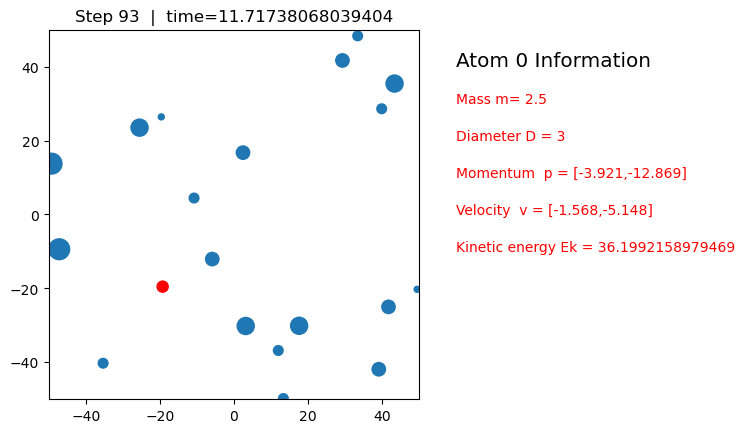 Step 93  |  time=11.71738068039404
Atom 0 Information
Mass m= 2.5
Diameter D = 3
Momentum  p = [-3.921,-12.869]
Velocity  v = [-1.568,-5.148]
Kinetic energy Ek = 36.1992158979469
40
20
0
−20
−40
−40 −20 0 20 40